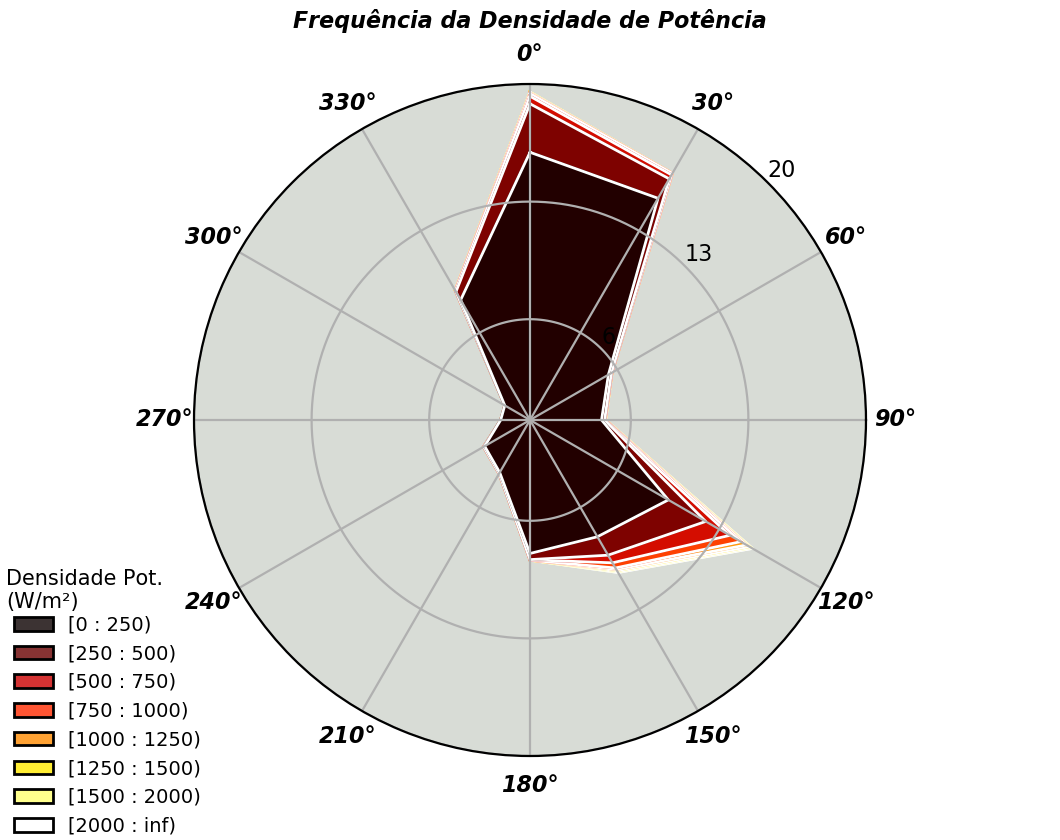 Frequência da Densidade de Potência
0°
330°
30°
20
300°
60°
13
6
270°
90°
Densidade Pot.
(W/m²)
240°
120°
[0 : 250)
[250 : 500)
[500 : 750)
[750 : 1000)
210°
150°
[1000 : 1250)
[1250 : 1500)
180°
[1500 : 2000)
[2000 : inf)